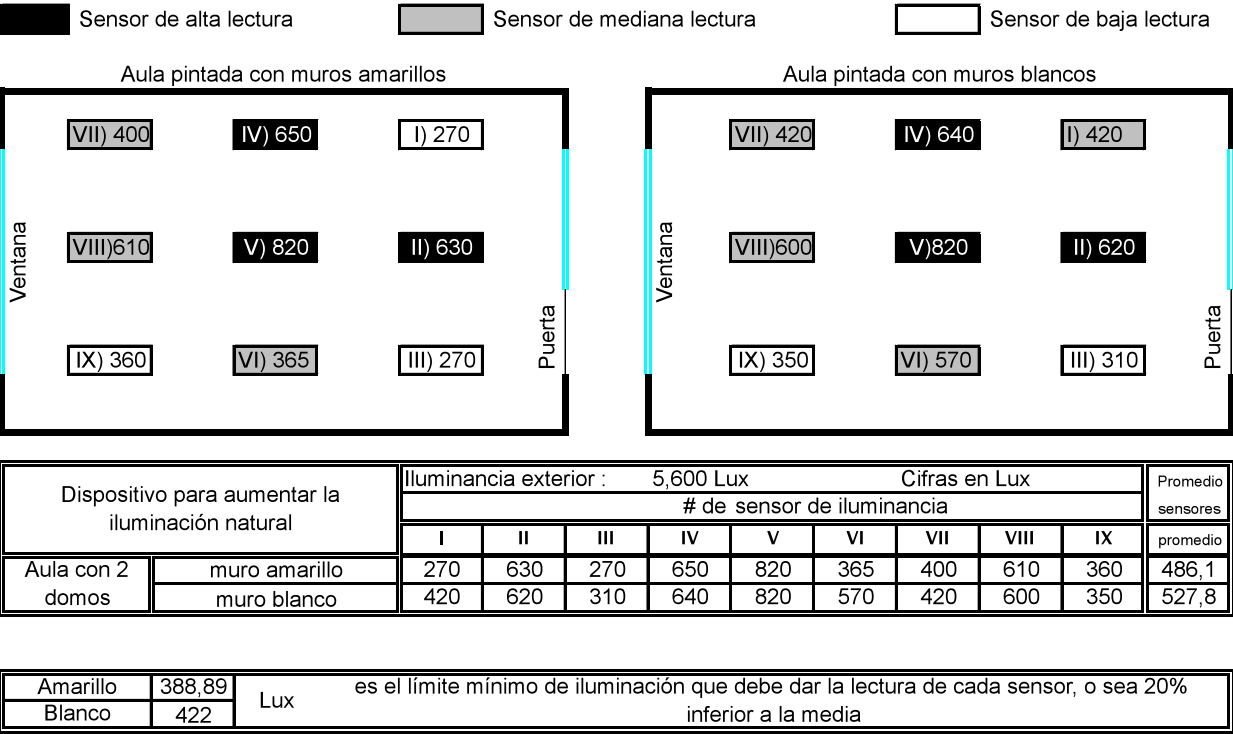 Sensor de alta lectura
Sensor de mediana lectura
Sensor de baja lectura
Aula pintada con muros amarillos
VII) 400
IV) 650
I) 270
Ventana
VIII)610
V) 820
II) 630
IX) 360
VI) 365
III) 270
Puerta
Aula pintada con muros blancos
VII) 420
IV) 640
I) 420
Ventana
VIII)600
V)820
II) 620
IX) 350
VI) 570
III) 310
Puerta
Dispositivo para aumentar la
iluminación natural
Iluminancia exterior : 5,600 Lux Cifras en Lux
Promedio
sensores
# de sensor de iluminancia
I II III IV V VI VII VIII IX promedio
Aula con 2
domos
muro amarillo 270 630 270 650 820 365 400 610 360 486,1
muro blanco 420 620 310 640 820 570 420 600 350 527,8
Amarillo 388,89
Blanco 422
Lux
es el límite mínimo de iluminación que debe dar la lectura de cada sensor, o sea 20%
inferior a la media